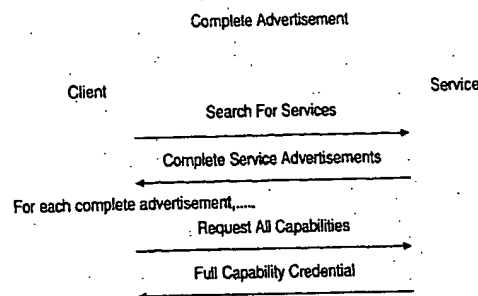 Complete Advertisement
Client
Service
Search For Services
Complete Service Advertisements
For each complete advertisement,.....
Request All Capabilities
Full Capability Credential